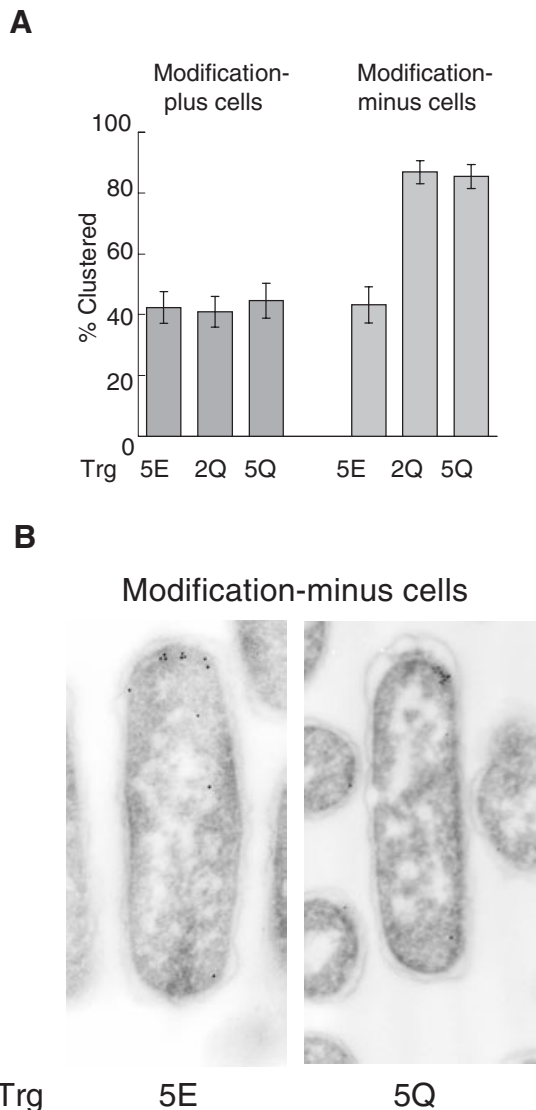 A
Modification-
plus cells
Modification-
minus cells
100
80
60
40
20
0
% Clustered
Trg 5E 2Q 5Q 5E 2Q 5Q
B
Modification-minus cells
Trg 5E 5Q